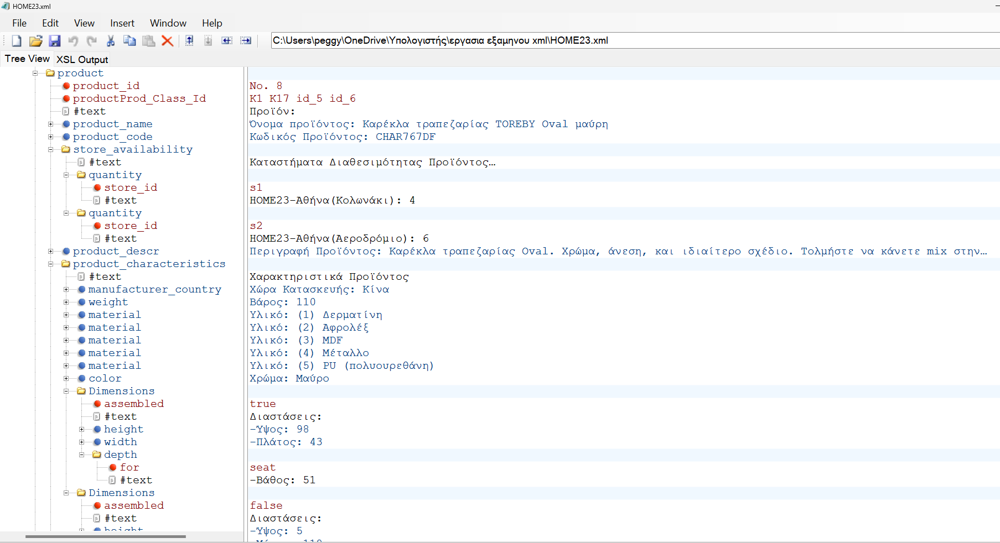 HOME23.xml
File Edit View Insert Window Help
C:\Users\peggy\OneDrive\Υπολογιστής\εργασια εξαμηνου xml\HOME23.xml
Tree View XSL Output
product
product_id No. 8
productProd_Class_Id K1 K17 id_5 id_6
#text Προϊόν:
product_name Όνομα προϊόντος: Καρέκλα τραπεζαρίας TOREBY Oval μαύρη
product_code Κωδικός Προϊόντος: CHAR767DF
store_availability
#text Καταστήματα Διαθεσιμότητας Προϊόντος…
quantity
store_id s1
#text HOME23-Αθήνα(Κολωνάκι): 4
quantity
store_id s2
#text HOME23-Αθήνα(Αεροδρόμιο): 6
product_descr Περιγραφή Προϊόντος: Καρέκλα τραπεζαρίας Oval. Χρώμα, άνεση, και ιδιαίτερο σχέδιο. Τολμήστε να κάνετε mix στην…
product_characteristics
#text Χαρακτηριστικά Προϊόντος
manufacturer_country Χώρα Κατασκευής: Κίνα
weight Βάρος: 110
material Υλικό: (1) Δερματίνη
material Υλικό: (2) Αφρολέξ
material Υλικό: (3) MDF
material Υλικό: (4) Μέταλλο
material Υλικό: (5) PU (πολυουρεθάνη)
color Χρώμα: Μαύρο
Dimensions
assembled true
#text Διαστάσεις:
height -Ύψος: 98
width -Πλάτος: 43
depth
for seat
#text -Βάθος: 51
Dimensions
assembled false
#text Διαστάσεις:
height -Ύψος: 5